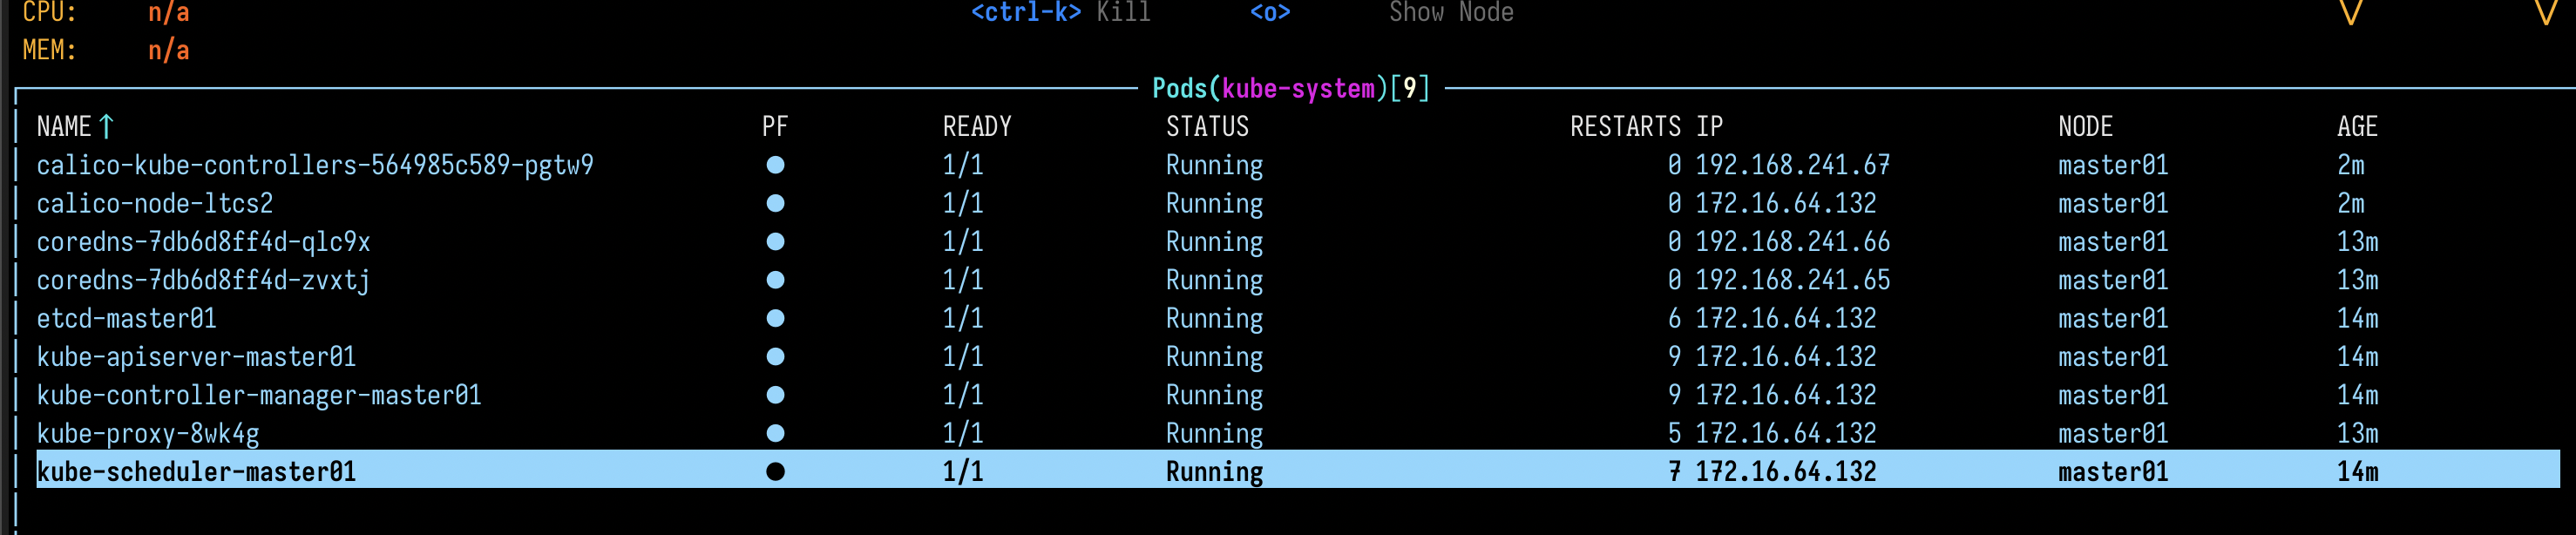 CPU: n/a <ctrl-k> Kill <o> Show Node
MEM: n/a
Pods(kube-system)[9]
NAME↑ PF READY STATUS RESTARTS IP NODE AGE
calico-kube-controllers-564985c589-pgtw9 ● 1/1 Running 0 192.168.241.67 master01 2m
calico-node-ltcs2 ● 1/1 Running 0 172.16.64.132 master01 2m
coredns-7db6d8ff4d-qlc9x ● 1/1 Running 0 192.168.241.66 master01 13m
coredns-7db6d8ff4d-zvxtj ● 1/1 Running 0 192.168.241.65 master01 13m
etcd-master01 ● 1/1 Running 6 172.16.64.132 master01 14m
kube-apiserver-master01 ● 1/1 Running 9 172.16.64.132 master01 14m
kube-controller-manager-master01 ● 1/1 Running 9 172.16.64.132 master01 14m
kube-proxy-8wk4g ● 1/1 Running 5 172.16.64.132 master01 13m
kube-scheduler-master01 ● 1/1 Running 7 172.16.64.132 master01 14m